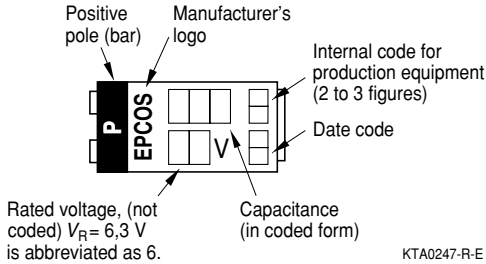 Positive
pole (bar)
Manufacturer's
logo
Internal code for
production equipment
(2 to 3 figures)
Date code
P
EPCOS
V
Rated voltage, (not
coded) VR= 6,3 V
is abbreviated as 6.
Capacitance
(in coded form)
KTA0247-R-E